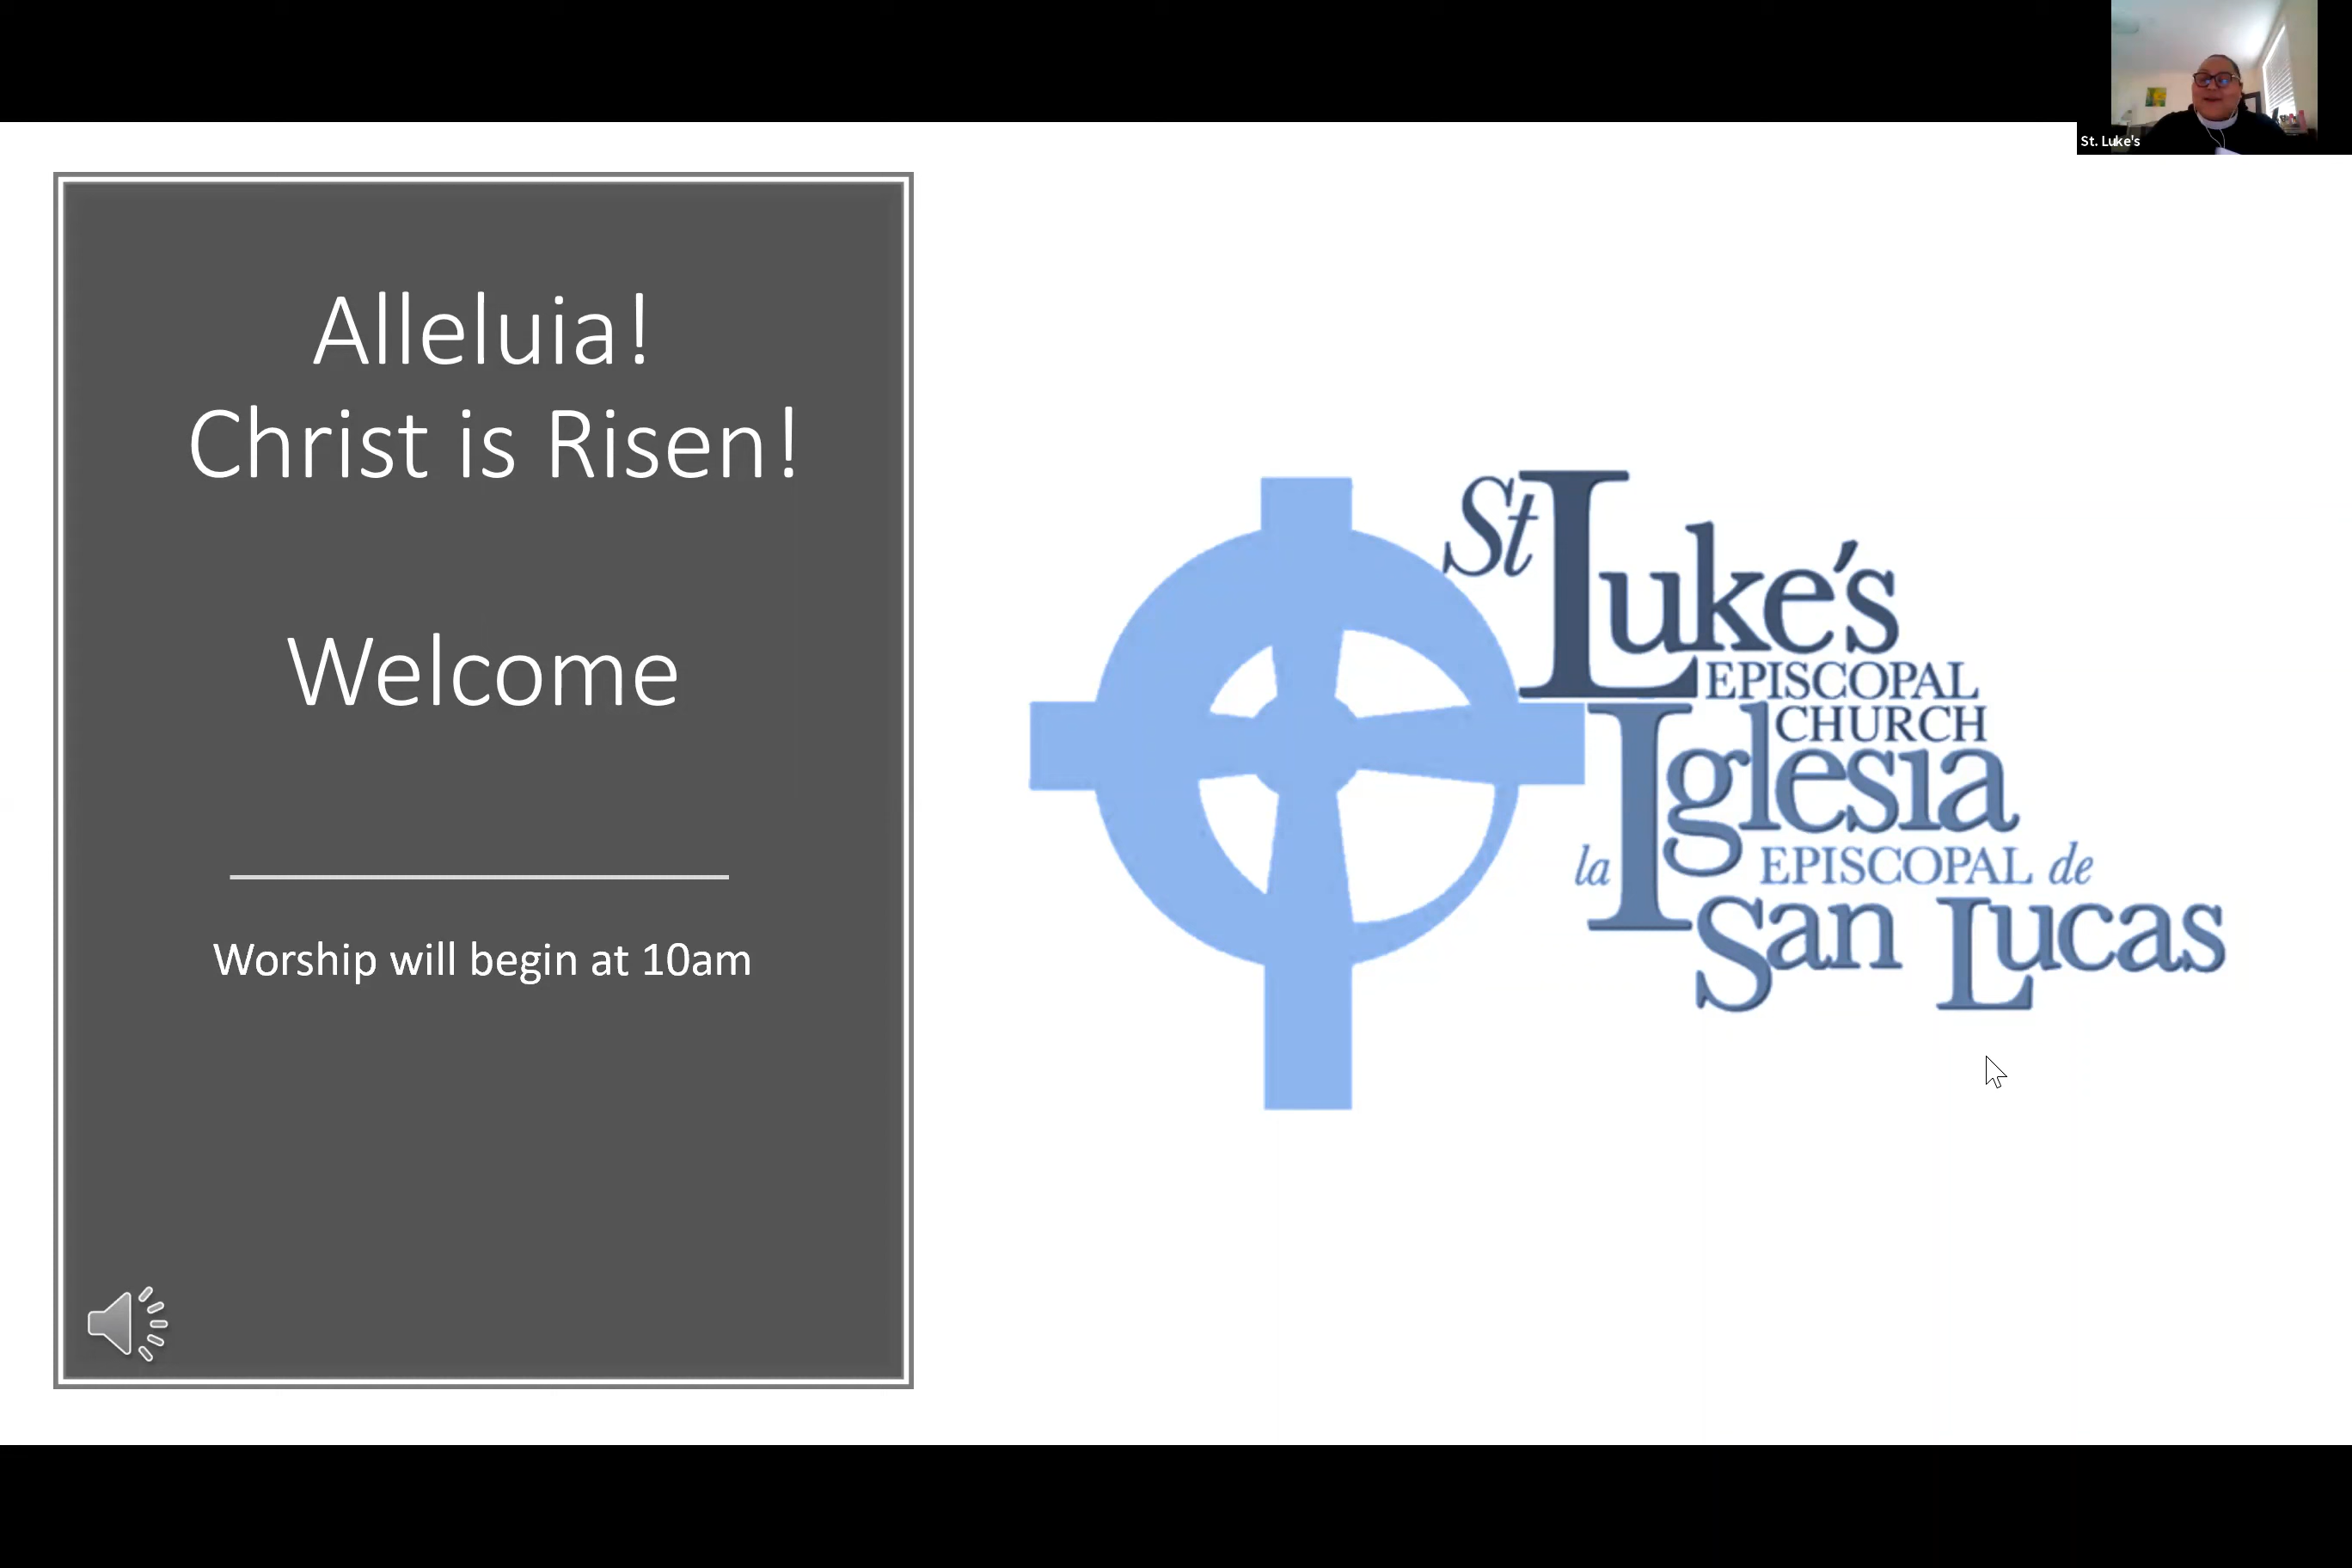 St. Luke's
Alleluia!
Christ is Risen!
Welcome
Worship will begin at 10am
St Luke's
EPISCOPAL
CHURCH
la Iglesia
EPISCOPAL de
San Lucas